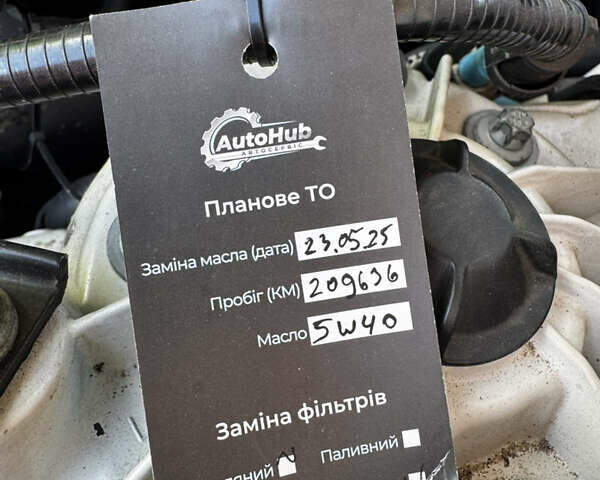 AutoHub
АВТОСЕРВІС
Планове ТО
Заміна масла (дата) 23.05.25
Пробіг (КМ) 209636
Масло 5W40
Заміна фільтрів
Паливний